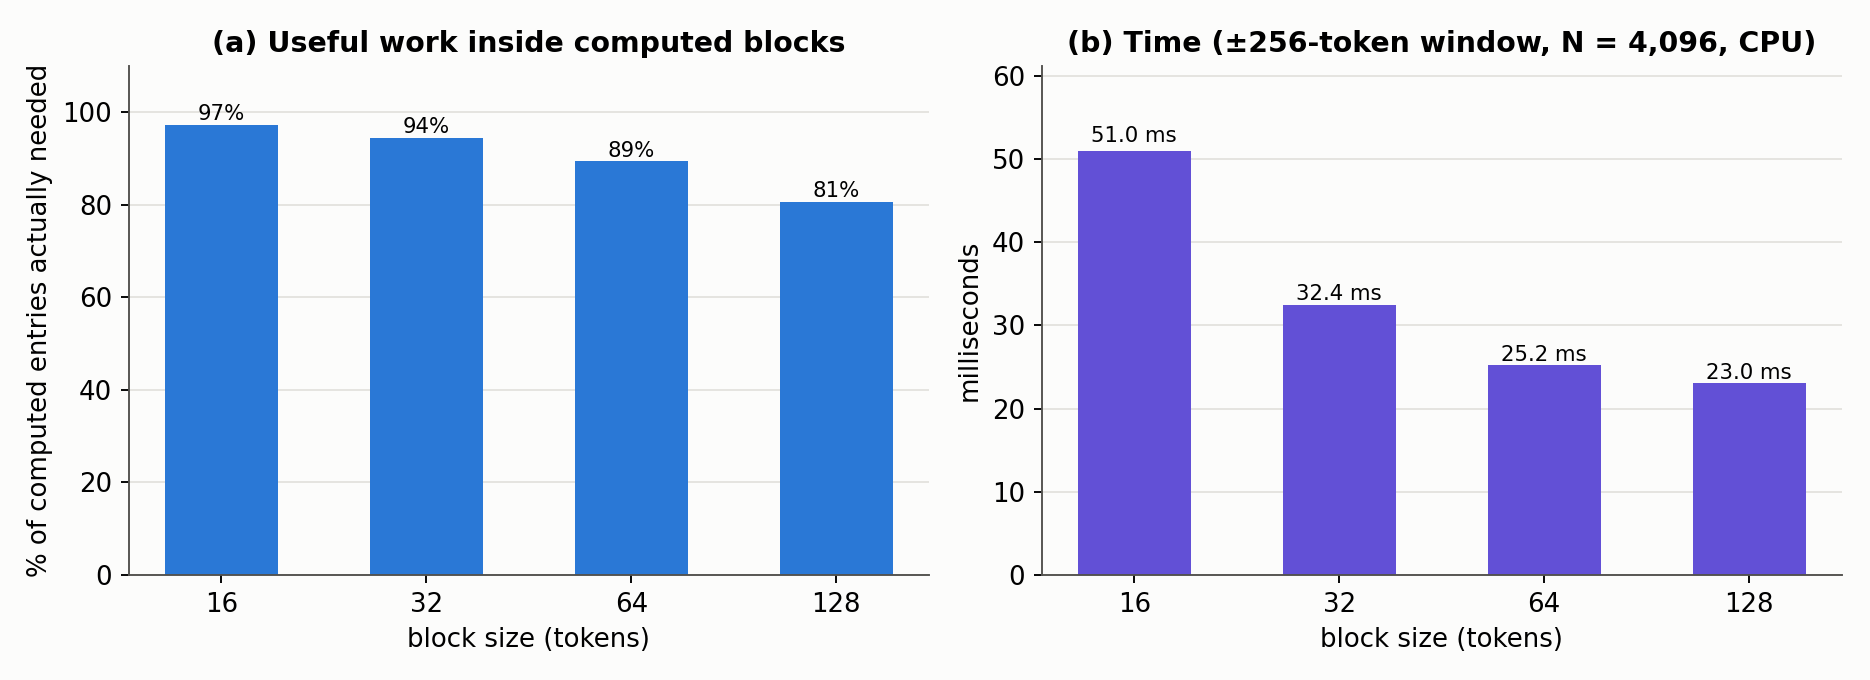 (a) Useful work inside computed blocks
% of computed entries actually needed
100
80
60
40
20
0
97%
94%
89%
81%
16
32
64
128
block size (tokens)
(b) Time (±256-token window, N = 4,096, CPU)
milliseconds
60
50
40
30
20
10
0
51.0 ms
32.4 ms
25.2 ms
23.0 ms
16
32
64
128
block size (tokens)